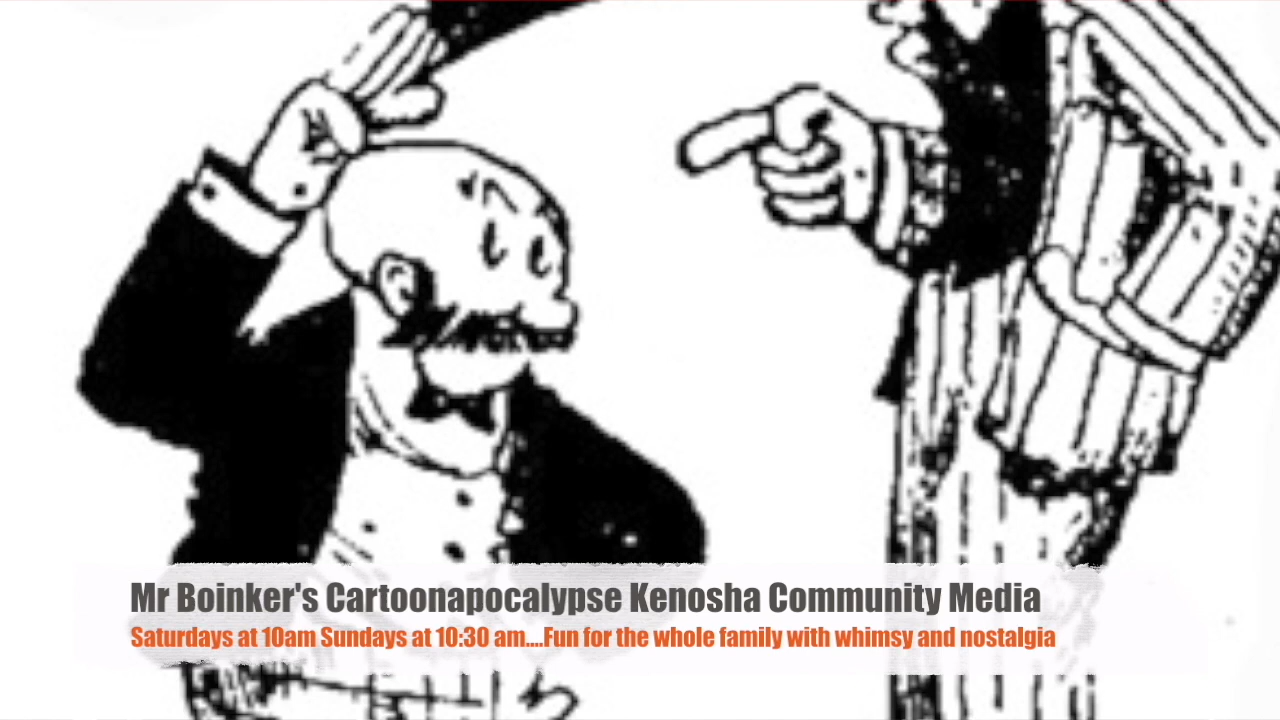 Mr Boinker's Cartoonapocalypse Kenosha Community Media
Saturdays at 10am Sundays at 10:30 am....Fun for the whole family with whimsy and nostalgia